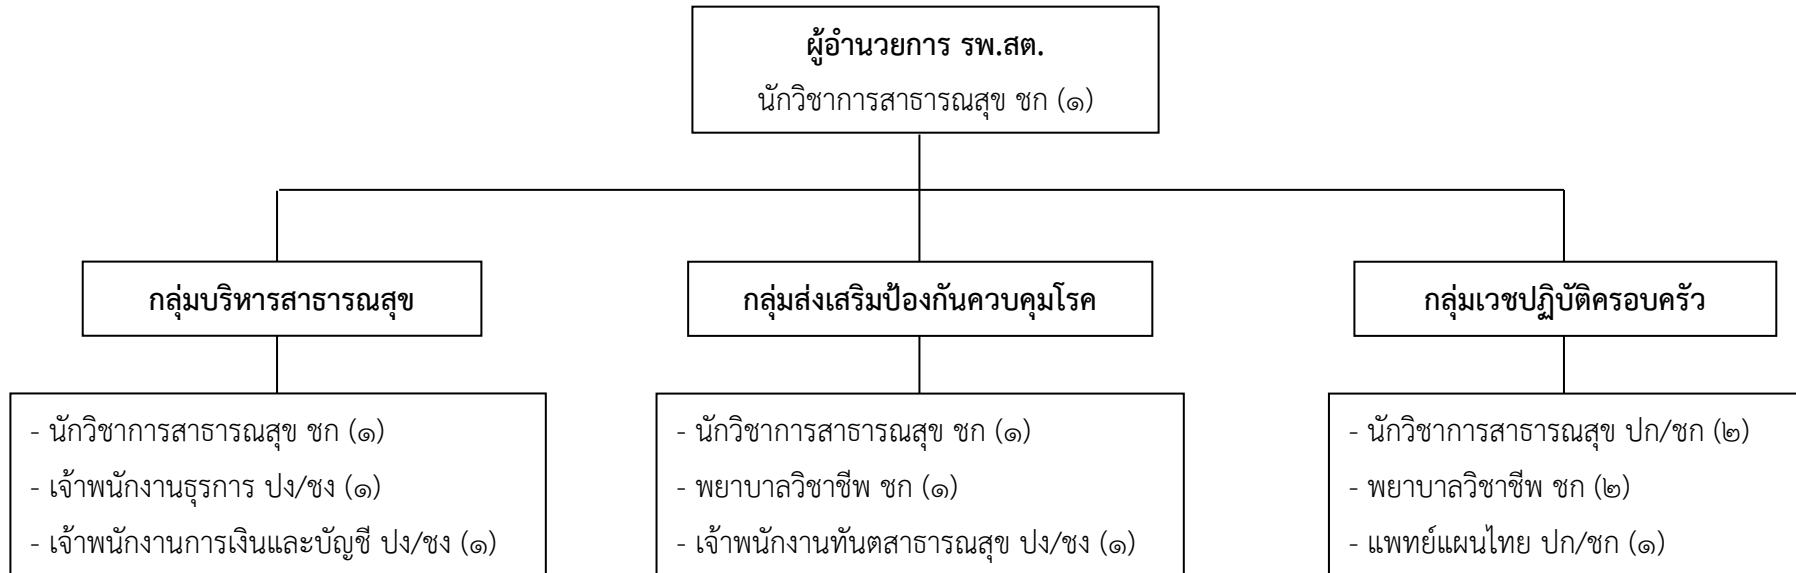 ผู้อำนวยการ รพ.สต.
นักวิชาการสาธารณสุข ชก (๑)
กลุ่มบริหารสาธารณสุข
- นักวิชาการสาธารณสุข ชก (๑)
- เจ้าพนักงานธุรการ ปง/ชง (๑)
- เจ้าพนักงานการเงินและบัญชี ปง/ชง (๑)
กลุ่มส่งเสริมป้องกันควบคุมโรค
- นักวิชาการสาธารณสุข ชก (๑)
- พยาบาลวิชาชีพ ชก (๑)
- เจ้าพนักงานทันตสาธารณสุข ปง/ชง (๑)
กลุ่มเวชปฏิบัติครอบครัว
- นักวิชาการสาธารณสุข ปก/ชก (๒)
- พยาบาลวิชาชีพ ชก (๒)
- แพทย์แผนไทย ปก/ชก (๑)